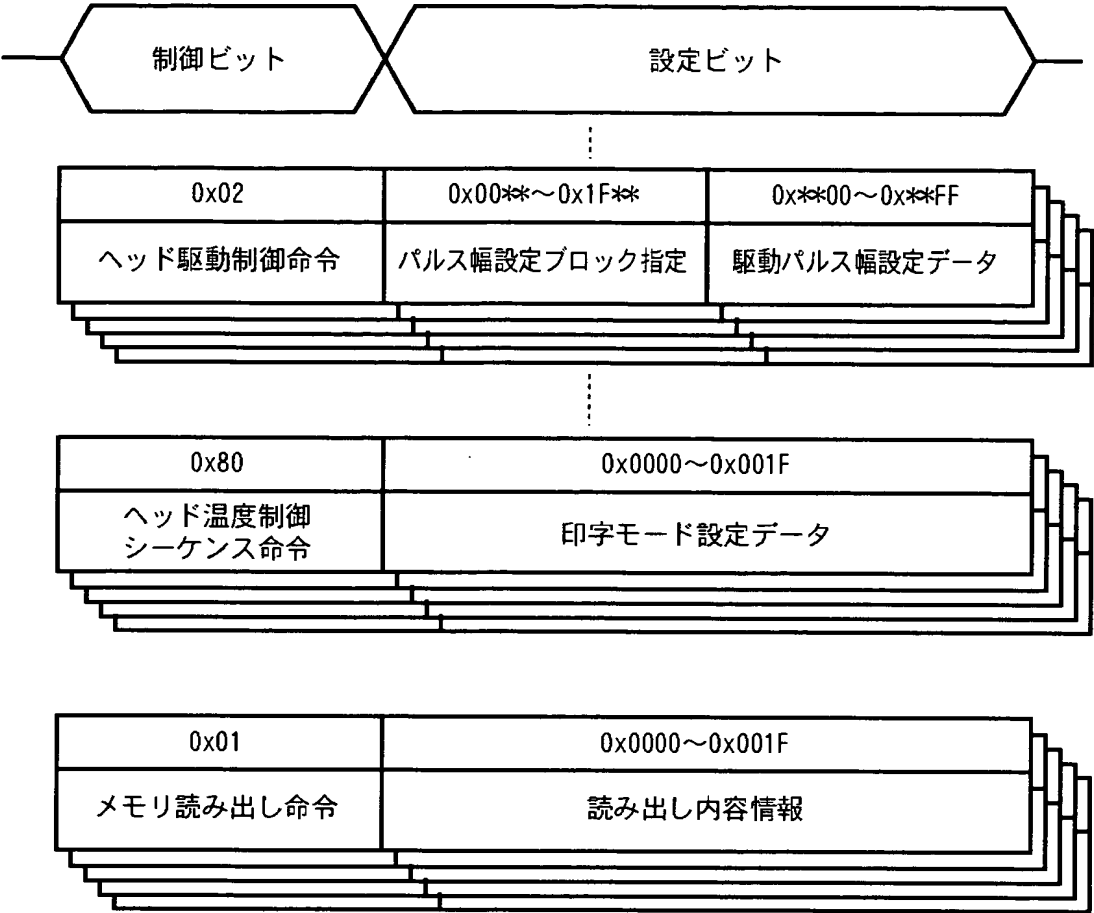 制御ビット
設定ビット
0x02
0x00**～0x1F**
0x**00～0x**FF
ヘッド駆動制御命令
パルス幅設定ブロック指定
駆動パルス幅設定データ
0x80
0x0000～0x001F
ヘッド温度制御
シーケンス命令
印字モード設定データ
0x01
0x0000～0x001F
メモリ読み出し命令
読み出し内容情報